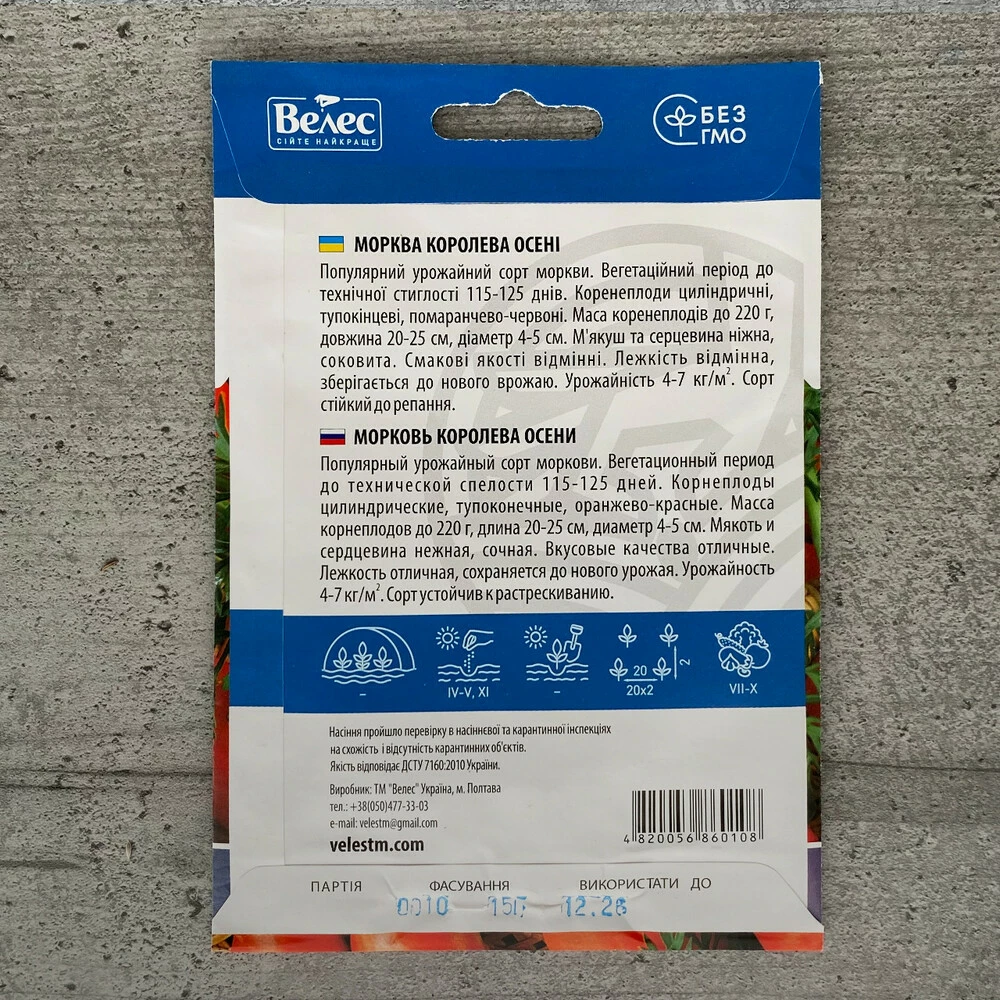 Велес
СІЙТЕ НАЙКРАЩЕ
БЕЗ
ГМО
МОРКВА КОРОЛЕВА ОСЕНІ
Популярний урожайний сорт моркви. Вегетаційний період до
технічної стиглості 115-125 днів. Коренеплоди циліндричні,
тупокінцеві, помаранчево-червоні. Маса коренеплодів до 220 г,
довжина 20-25 см, діаметр 4-5 см. М'якуш та серцевина ніжна,
соковита. Смакові якості відмінні. Лежкість відмінна,
зберігається до нового врожаю. Урожайність 4-7 кг/м². Сорт
стійкий до репання.
МОРКОВЬ КОРОЛЕВА ОСЕНИ
Популярный урожайный сорт моркови. Вегетационный период
до технической спелости 115-125 дней. Корнеплоды
цилиндрические, тупоконечные, оранжево-красные. Масса
корнеплодов до 220 г, длина 20-25 см, диаметр 4-5 см. Мякоть и
сердцевина нежная, сочная. Вкусовые качества отличные.
Лежкость отличная, сохраняется до нового урожая. Урожайность
4-7 кг/м². Сорт устойчив к растрескиванию.
20 2
– IV-V, XI – 20x2 VII-X
Насіння пройшло перевірку в насіннєвої та карантинної інспекціях
на схожість і відсутність карантинних об'єктів.
Якість відповідає ДСТУ 7160:2010 України.
Виробник: ТМ "Велес" Україна, м. Полтава
тел.: +38(050)477-33-03
e-mail: velestm@gmail.com
velestm.com
4 820056 860108
ПАРТІЯ ФАСУВАННЯ ВИКОРИСТАТИ ДО
0010 15г 12.26